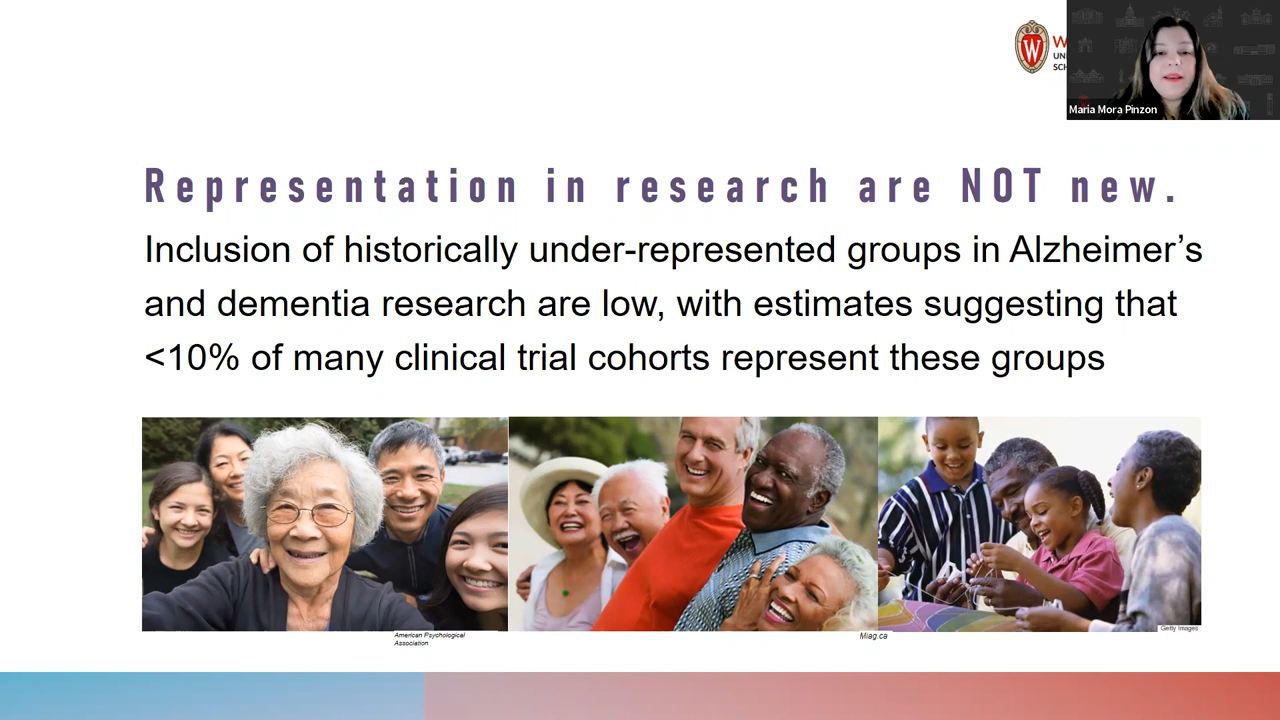 W
UN
SCH
Maria Mora Pinzon
Representation in research are NOT new.
Inclusion of historically under-represented groups in Alzheimer’s
and dementia research are low, with estimates suggesting that
<10% of many clinical trial cohorts represent these groups
American Psychological
Association
Miag.ca
Getty Images